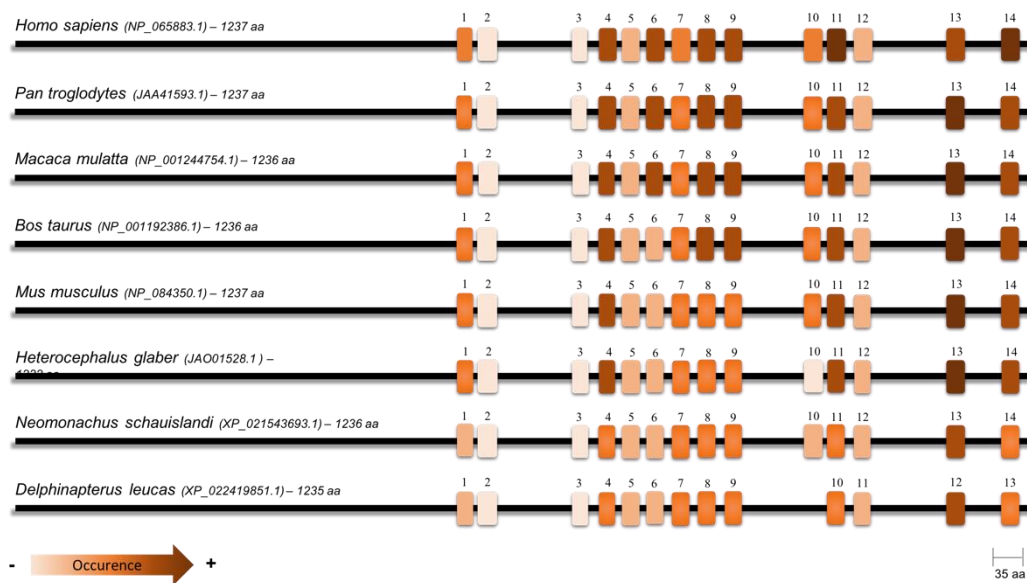 1 2 3 4 5 6 7 8 9 10 11 12 13 14
Homo sapiens (NP_065883.1) – 1237 aa
1 2 3 4 5 6 7 8 9 10 11 12 13 14
Pan troglodytes (JAA41593.1) – 1237 aa
1 2 3 4 5 6 7 8 9 10 11 12 13 14
Macaca mulatta (NP_001244754.1) – 1236 aa
1 2 3 4 5 6 7 8 9 10 11 12 13 14
Bos taurus (NP_001192386.1) – 1236 aa
1 2 3 4 5 6 7 8 9 10 11 12 13 14
Mus musculus (NP_084350.1) – 1237 aa
1 2 3 4 5 6 7 8 9 10 11 12 13 14
Heterocephalus glaber (JAO01528.1 ) –
1 2 3 4 5 6 7 8 9 10 11 12 13 14
Neomonachus schauislandi (XP_021543693.1) – 1236 aa
1 2 3 4 5 6 7 8 9 10 11 12 13
Delphinapterus leucas (XP_022419851.1) – 1235 aa
- Occurence +
35 aa